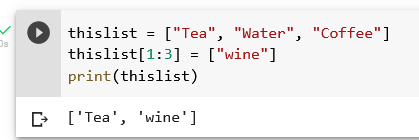 thislist = ["Tea", "Water", "Coffee"]
thislist[1:3] = ["wine"]
print(thislist)
['Tea', 'wine']